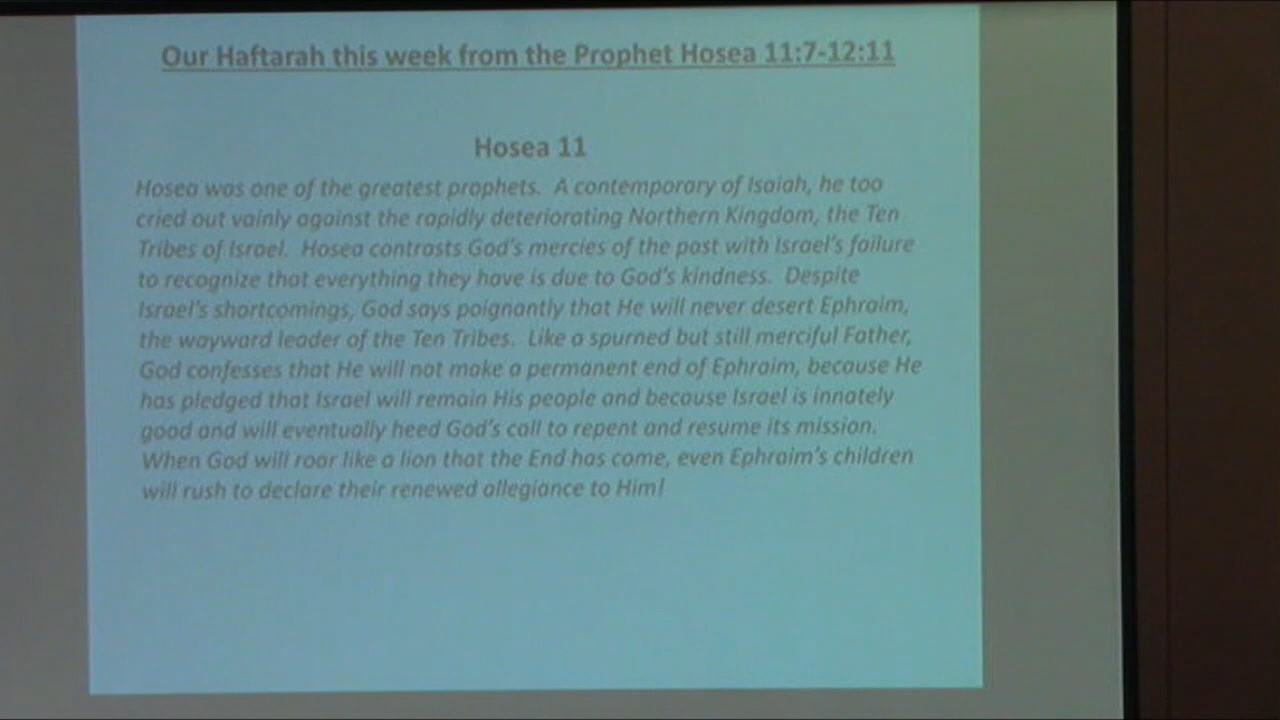 Our Haftarah this week from the Prophet Hosea 11:7-12:11
Hosea 11
Hosea was one of the greatest prophets. A contemporary of Isaiah, he too
cried out vainly against the rapidly deteriorating Northern Kingdom, the Ten
Tribes of Israel. Hosea contrasts God's mercies of the past with Israel's failure
to recognize that everything they have is due to God's kindness. Despite
Israel's shortcomings, God says poignantly that He will never desert Ephraim,
the wayward leader of the Ten Tribes. Like a spurned but still merciful Father,
God confesses that He will not make a permanent end of Ephraim, because He
has pledged that Israel will remain His people and because Israel is innately
good and will eventually heed God's call to repent and resume its mission.
When God will roar like a lion that the End has come, even Ephraim's children
will rush to declare their renewed allegiance to Him!